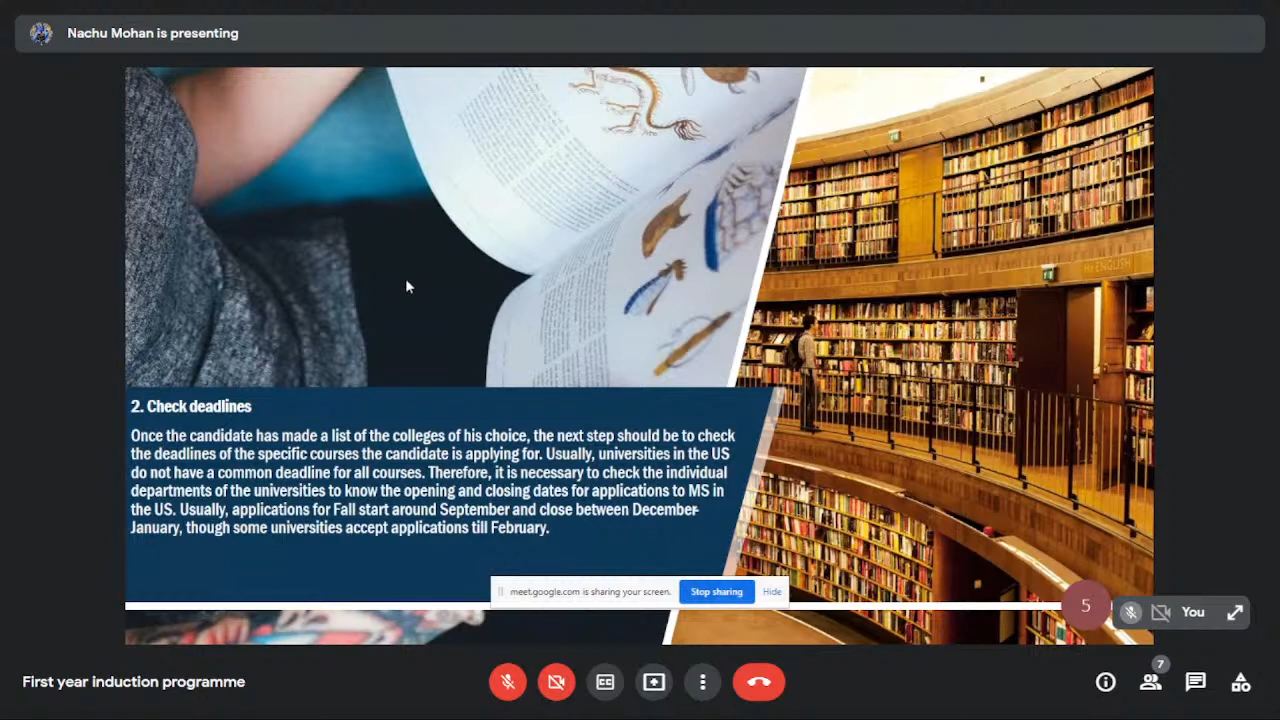 Nachu Mohan is presenting
HI ENGLISH
2. Check deadlines
Once the candidate has made a list of the colleges of his choice, the next step should be to check
the deadlines of the specific courses the candidate is applying for. Usually, universities in the US
do not have a common deadline for all courses. Therefore, it is necessary to check the individual
departments of the universities to know the opening and closing dates for applications to MS in
the US. Usually, applications for Fall start around September and close between December-
January, though some universities accept applications till February.
meet.google.com is sharing your screen.
Stop sharing
Hide
5
You
First year induction programme
CC
7